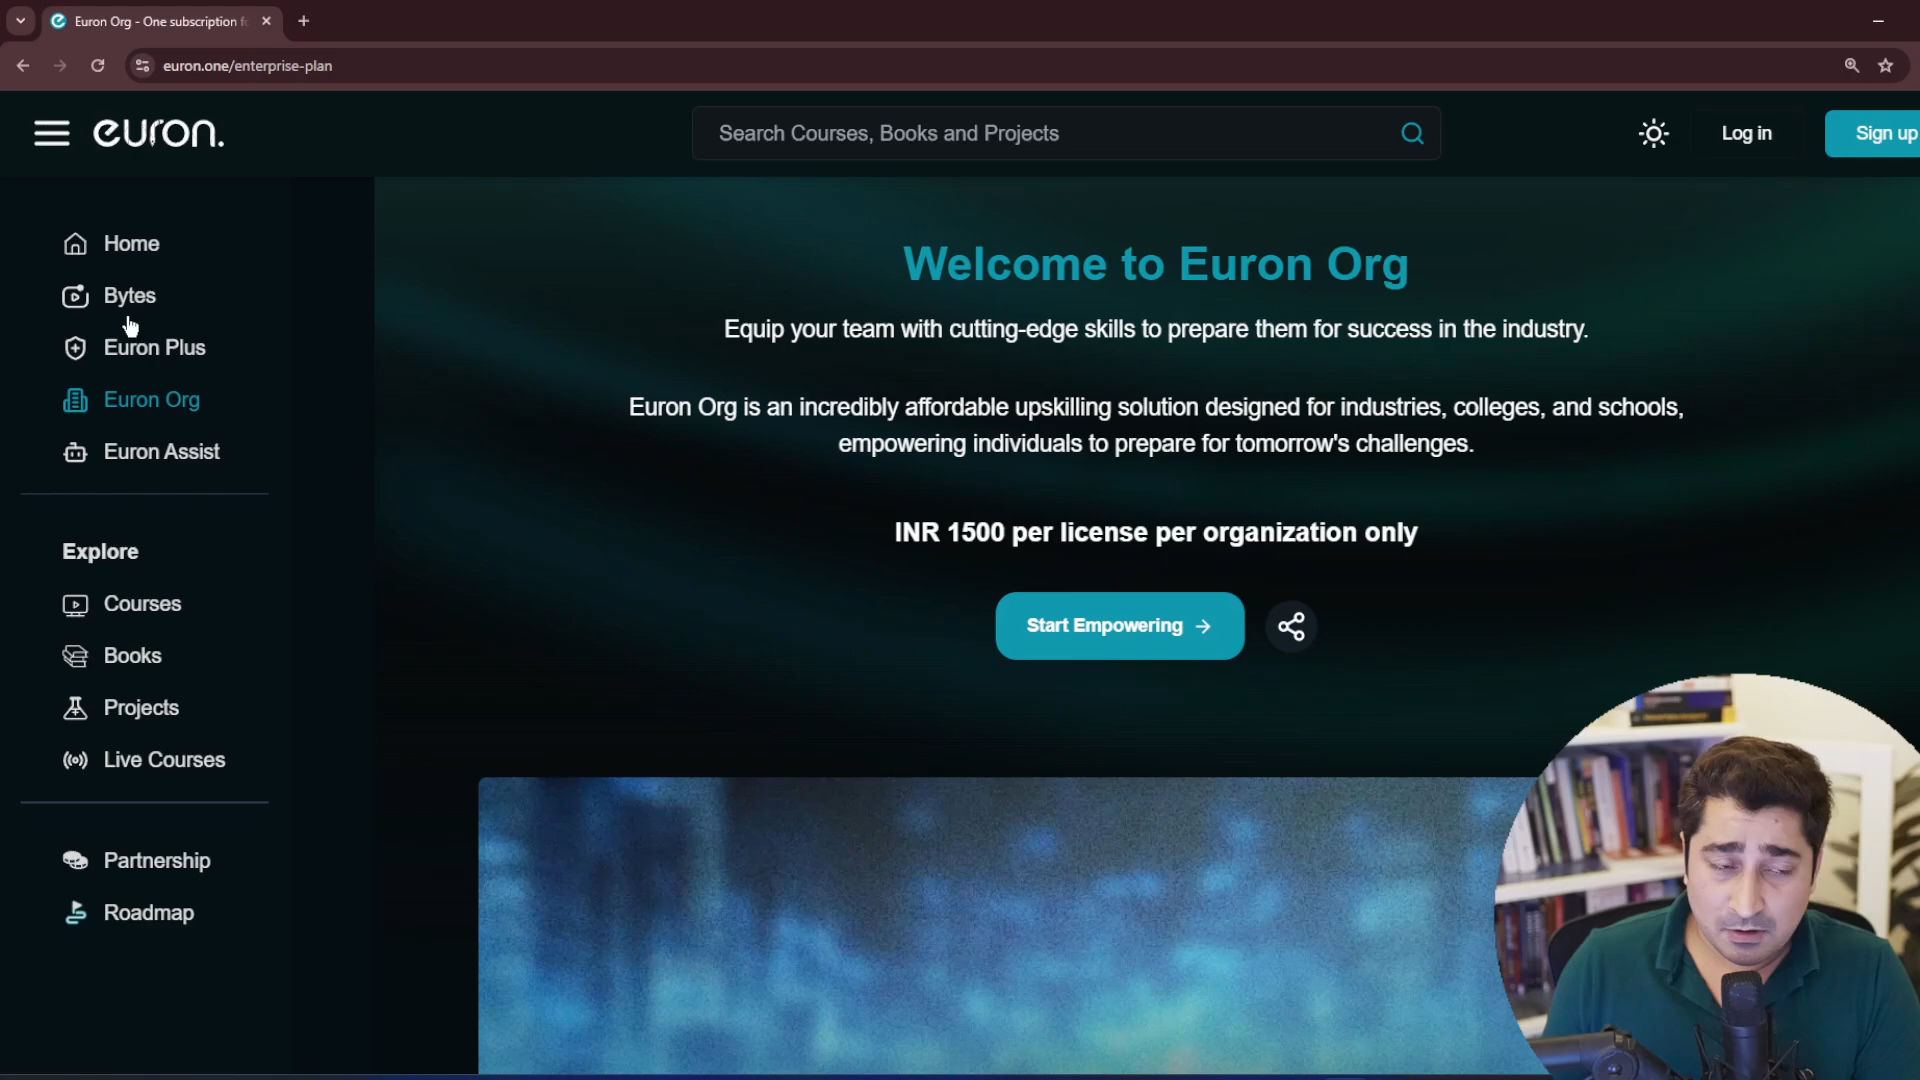 Euron Org - One subscription f
euron.one/enterprise-plan
euron.
Search Courses, Books and Projects
Log in
Sign up
Home
Bytes
Euron Plus
Euron Org
Euron Assist
Explore
Courses
Books
Projects
Live Courses
Partnership
Roadmap
Welcome to Euron Org
Equip your team with cutting-edge skills to prepare them for success in the industry.
Euron Org is an incredibly affordable upskilling solution designed for industries, colleges, and schools,
empowering individuals to prepare for tomorrow's challenges.
INR 1500 per license per organization only
Start Empowering →